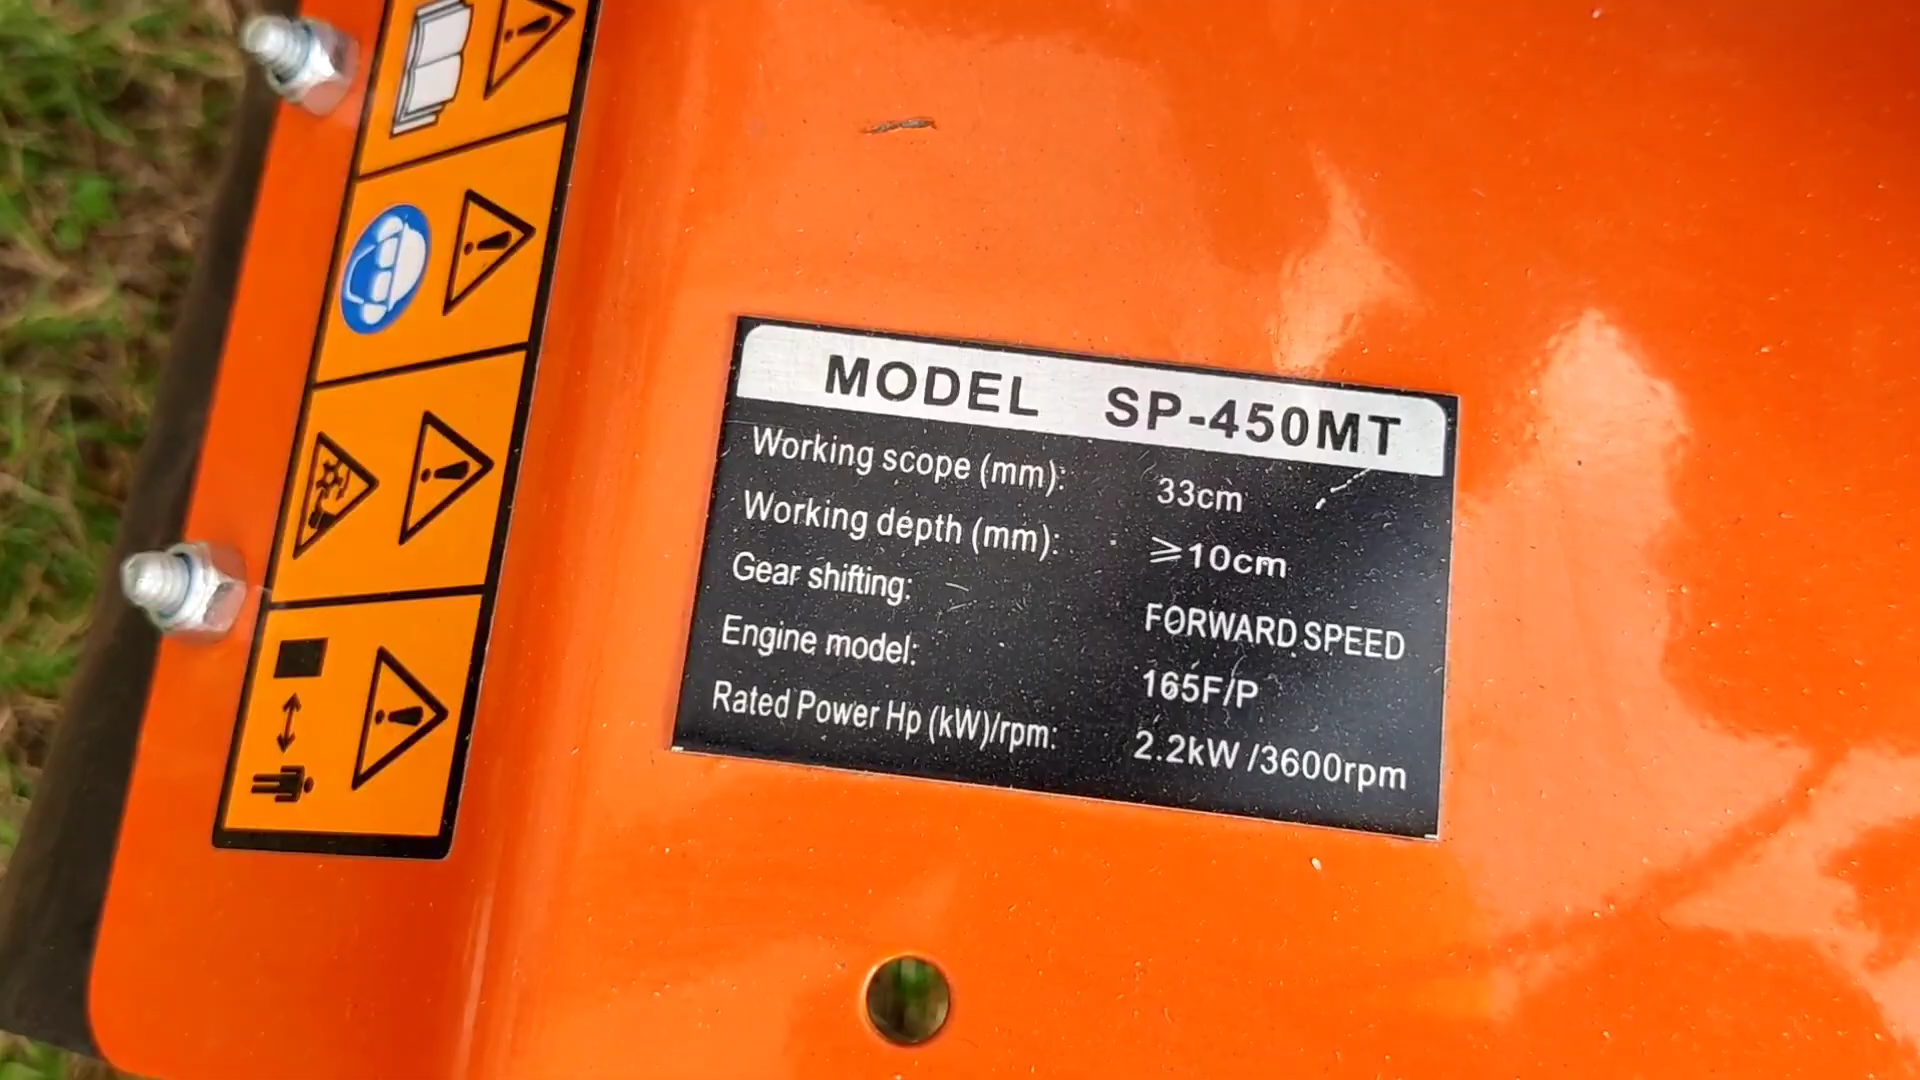 MODEL SP-450MT
Working scope (mm): 33cm
Working depth (mm): ⩾10cm
Gear shifting: FORWARD SPEED
Engine model: 165F/P
Rated Power Hp (kW)/rpm: 2.2kW /3600rpm